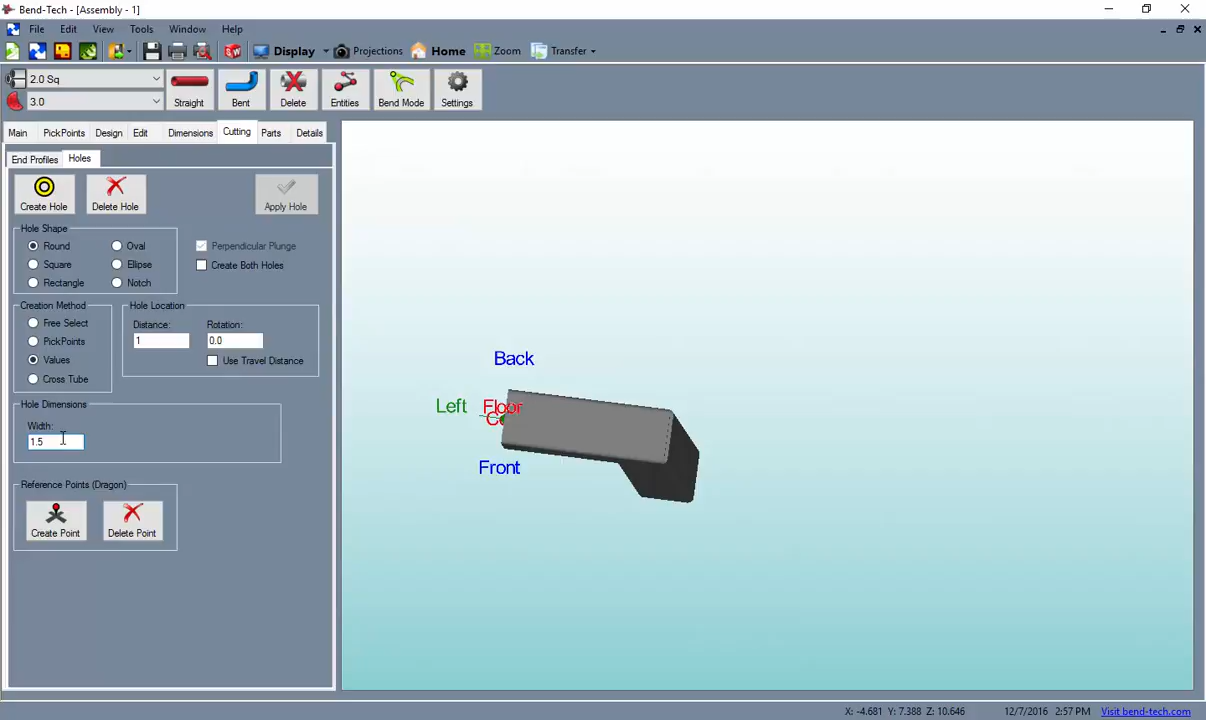 Bend-Tech - [Assembly - 1]
File Edit View Tools Window Help
Display Projections Home Zoom Transfer
2.0 Sq
3.0
Straight Bent Delete Entities Bend Mode Settings
Main PickPoints Design Edit Dimensions Cutting Parts Details
End Profiles Holes
Create Hole Delete Hole Apply Hole
Hole Shape
Round Oval Perpendicular Plunge
Square Ellipse Create Both Holes
Rectangle Notch
Creation Method Hole Location
Free Select Distance: Rotation:
PickPoints 1 0.0
Values Use Travel Distance
Cross Tube
Hole Dimensions
Width:
1.5
Reference Points (Dragon)
Create Point Delete Point
Back
Left Floor
Front
X: -4.681 Y: 7.388 Z: 10.646 12/7/2016 2:57 PM Visit bend-tech.com